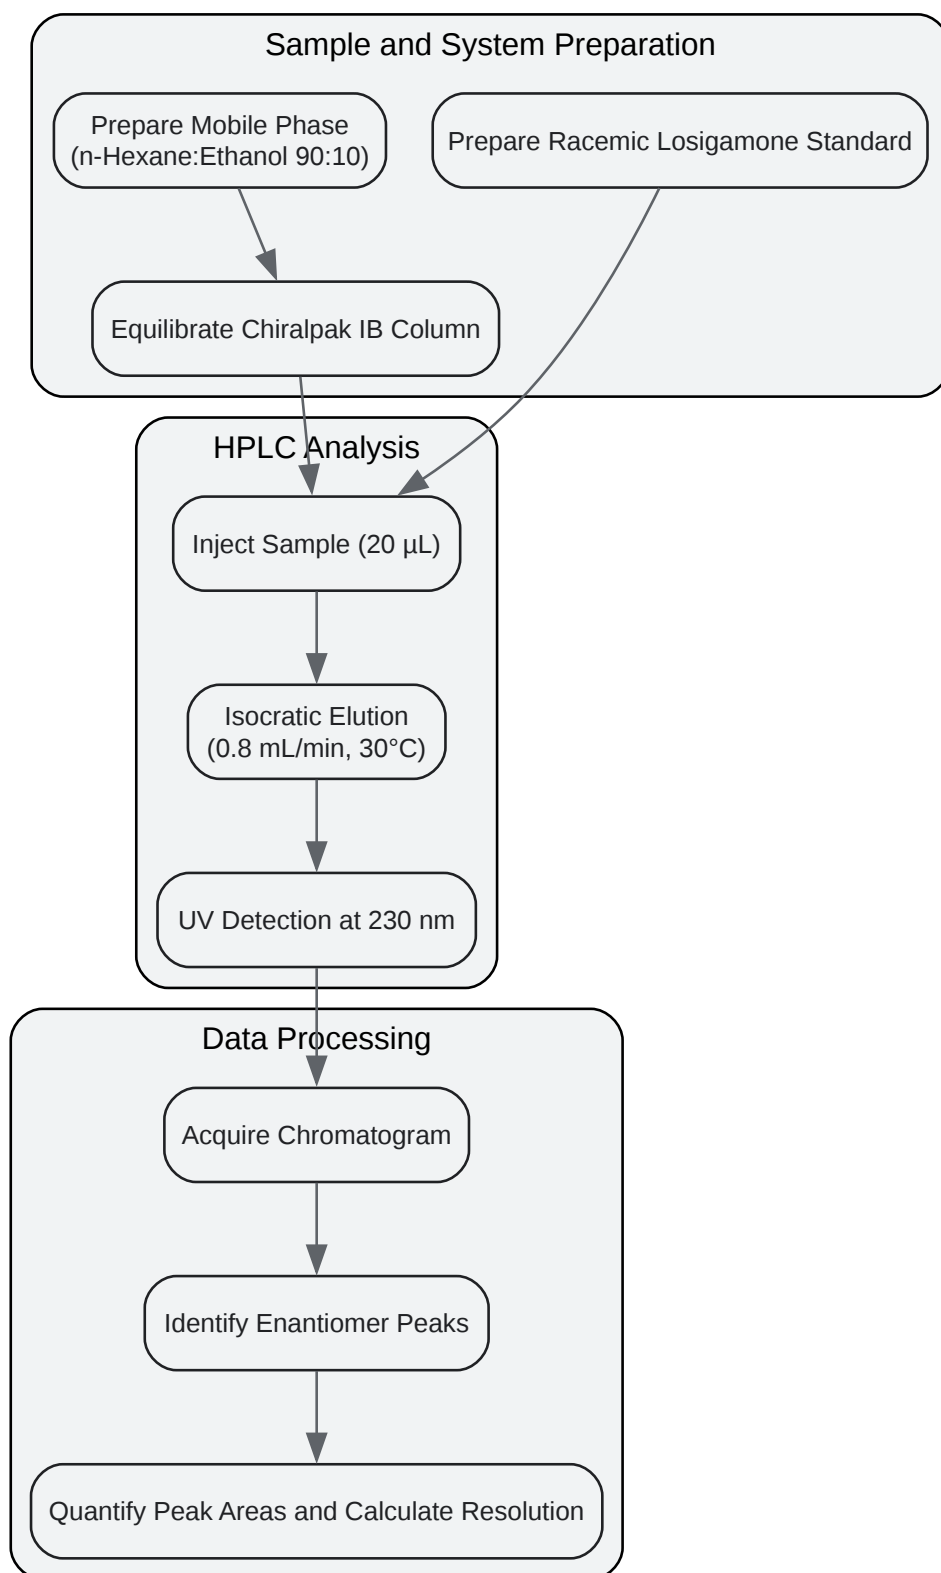 Sample and System Preparation
Prepare Mobile Phase
(n-Hexane:Ethanol 90:10)
Prepare Racemic Losigamone Standard
Equilibrate Chiralpak IB Column
HPLC Analysis
Inject Sample (20 µL)
Isocratic Elution
(0.8 mL/min, 30°C)
UV Detection at 230 nm
Data Processing
Acquire Chromatogram
Identify Enantiomer Peaks
Quantify Peak Areas and Calculate Resolution